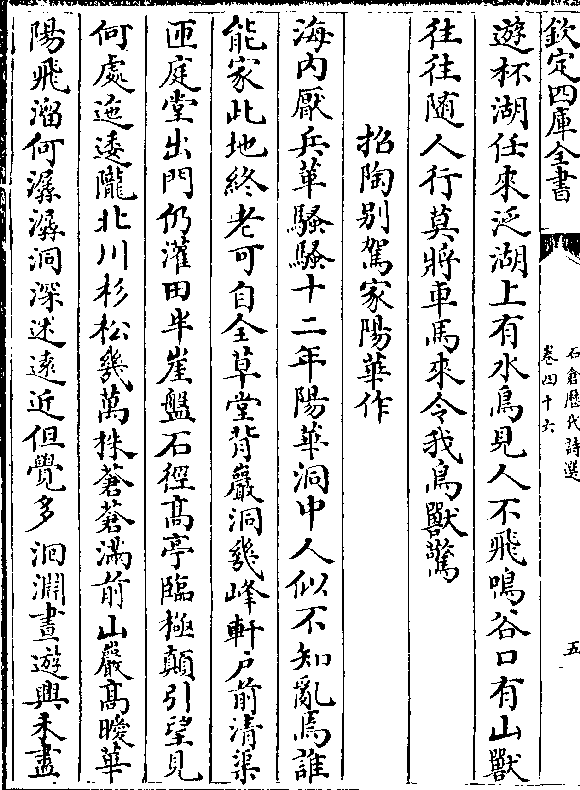 欽定四庫全書
石倉歷代詩選
卷四十六
五
遊杯湖任來泛湖上有水鳥見人不飛鳴谷口有山獸
往往随人行莫將車馬來令我鳥獸驚
招陶别駕家陽華作
海内厭兵革騷騷十二年陽華洞中人似不知亂焉誰
能家此地終老可自全草堂背巖洞幾峰軒户前清渠
匝庭堂出門仍灌田半崖盤石徑高亭臨極顛引望見
何處迤逶隴北川杉松幾萬株蒼蒼滿前山巖高曖華
陽飛溜何潺潺洞深迷遠近但覺多洄淵晝遊興未盡